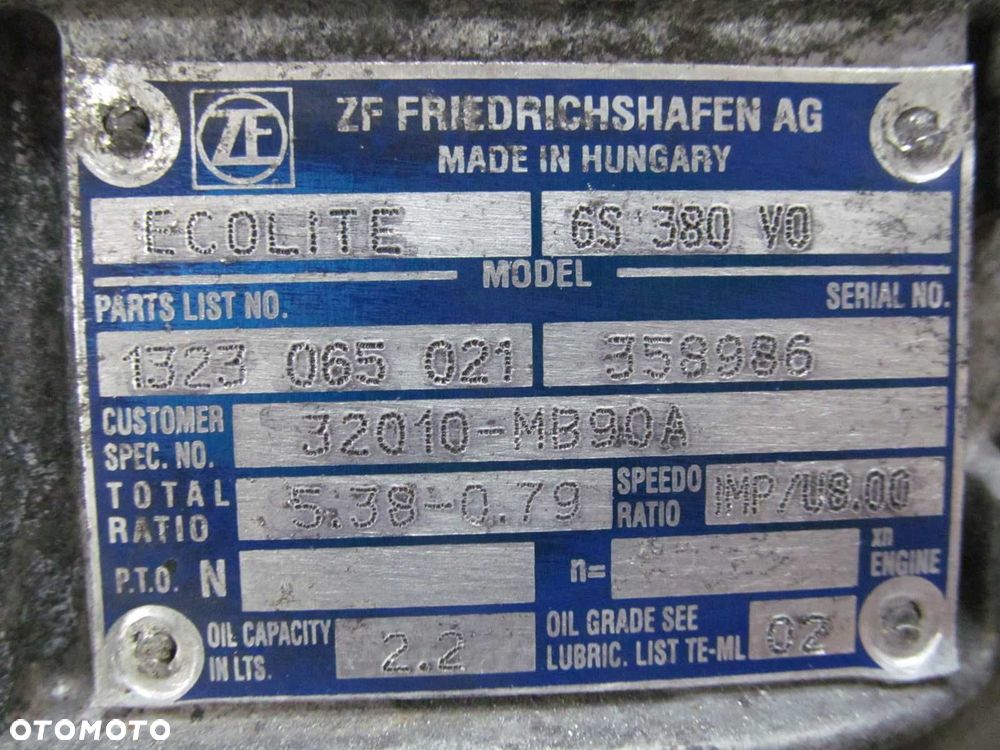 ZF
ZF FRIEDRICHSHAFEN AG
MADE IN HUNGARY
ECOLITE 6S 380 VO
MODEL
PARTS LIST NO. SERIAL NO.
1323 065 021 358986
CUSTOMER SPEC. NO. 32010-MB90A
TOTAL RATIO 5.38-0.79 SPEEDO RATIO IMP/U8.00
P.T.O. N n= xn ENGINE
OIL CAPACITY IN LTS. 2.2 OIL GRADE SEE LUBRIC. LIST TE-ML 02
OTOMOTO